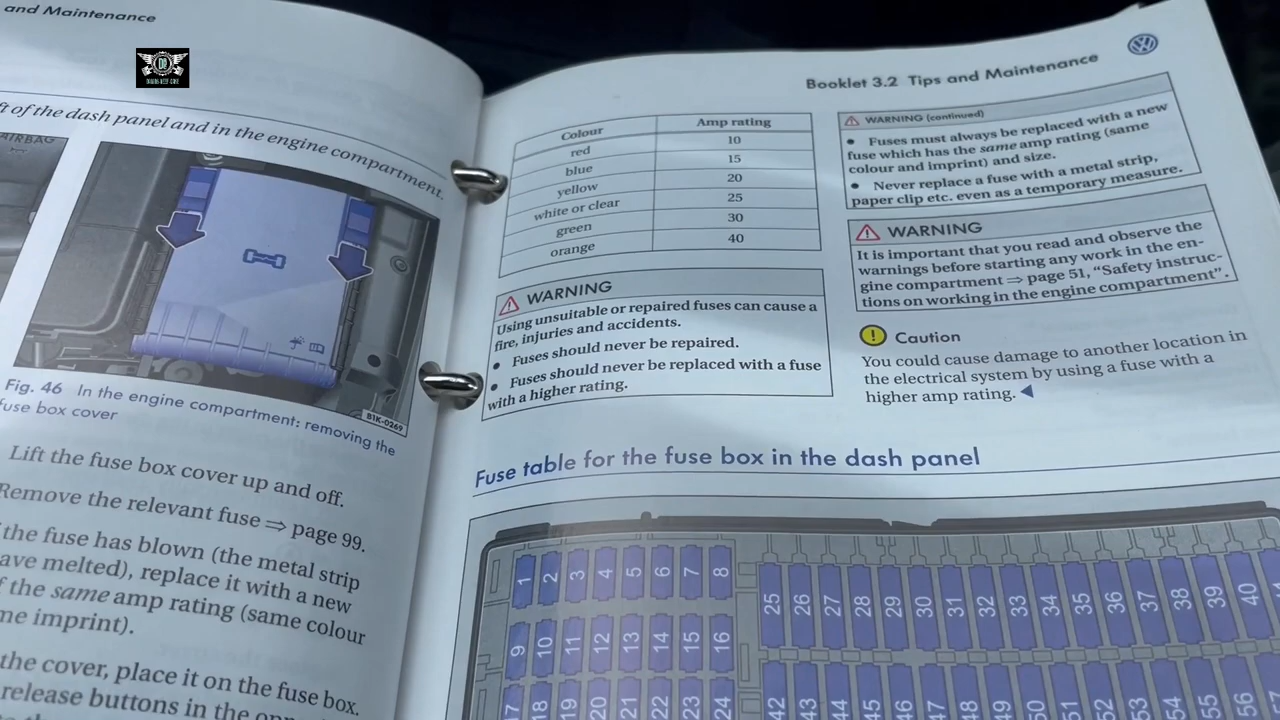 and Maintenance
ft of the dash panel and in the engine compartment.
AIRBAG
B1K-0269
Fig. 46 In the engine compartment: removing the
fuse box cover
Lift the fuse box cover up and off.
Remove the relevant fuse ⇒ page 99.
the fuse has blown (the metal strip
ave melted), replace it with a new
f the same amp rating (same colour
me imprint).
the cover, place it on the fuse box.
release buttons in the
Booklet 3.2 Tips and Maintenance
Colour Amp rating
red 10
blue 15
yellow 20
white or clear 25
green 30
orange 40
WARNING
Using unsuitable or repaired fuses can cause a
fire, injuries and accidents.
• Fuses should never be repaired.
• Fuses should never be replaced with a fuse
with a higher rating.
WARNING (continued)
• Fuses must always be replaced with a new
fuse which has the same amp rating (same
colour and imprint) and size.
• Never replace a fuse with a metal strip,
paper clip etc. even as a temporary measure.
WARNING
It is important that you read and observe the
warnings before starting any work in the en-
gine compartment ⇒ page 51, “Safety instruc-
tions on working in the engine compartment”.
Caution
You could cause damage to another location in
the electrical system by using a fuse with a
higher amp rating.
Fuse table for the fuse box in the dash panel
1 2 3 4 5 6 7 8 25 26 27 28 29 30 31 32 33 34 35 36 37 38 39 40
9 10 11 12 13 14 15 16
17 18 19 20 21 22 23 24 42 43 44 45 46 47 48 49 50 51 52 53 54 55 56